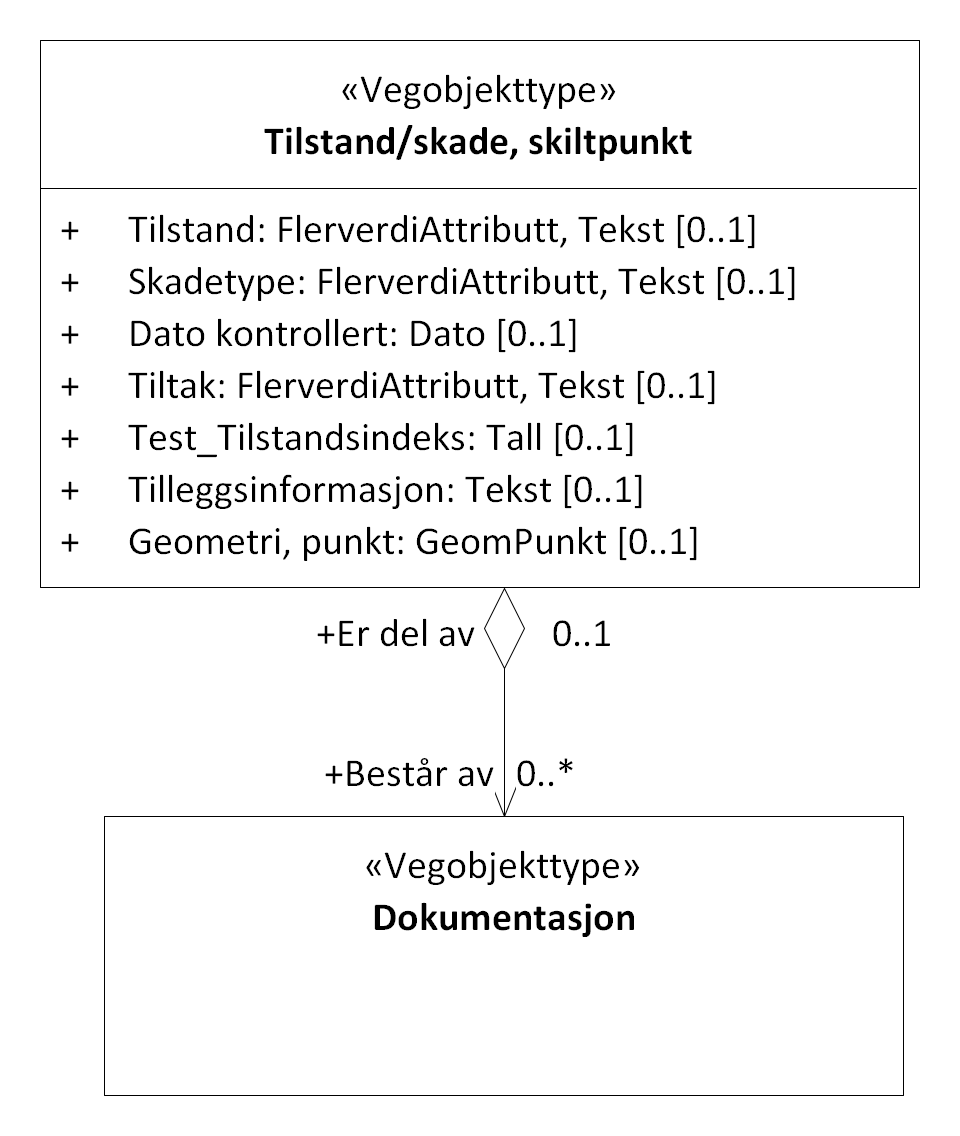 «Vegobjekttype»
Tilstand/skade, skiltpunkt
+ Tilstand: FlerverdiAttributt, Tekst [0..1]
+ Skadetype: FlerverdiAttributt, Tekst [0..1]
+ Dato kontrollert: Dato [0..1]
+ Tiltak: FlerverdiAttributt, Tekst [0..1]
+ Test_Tilstandsindeks: Tall [0..1]
+ Tilleggsinformasjon: Tekst [0..1]
+ Geometri, punkt: GeomPunkt [0..1]
+Er del av 0..1
+Består av 0..*
«Vegobjekttype»
Dokumentasjon